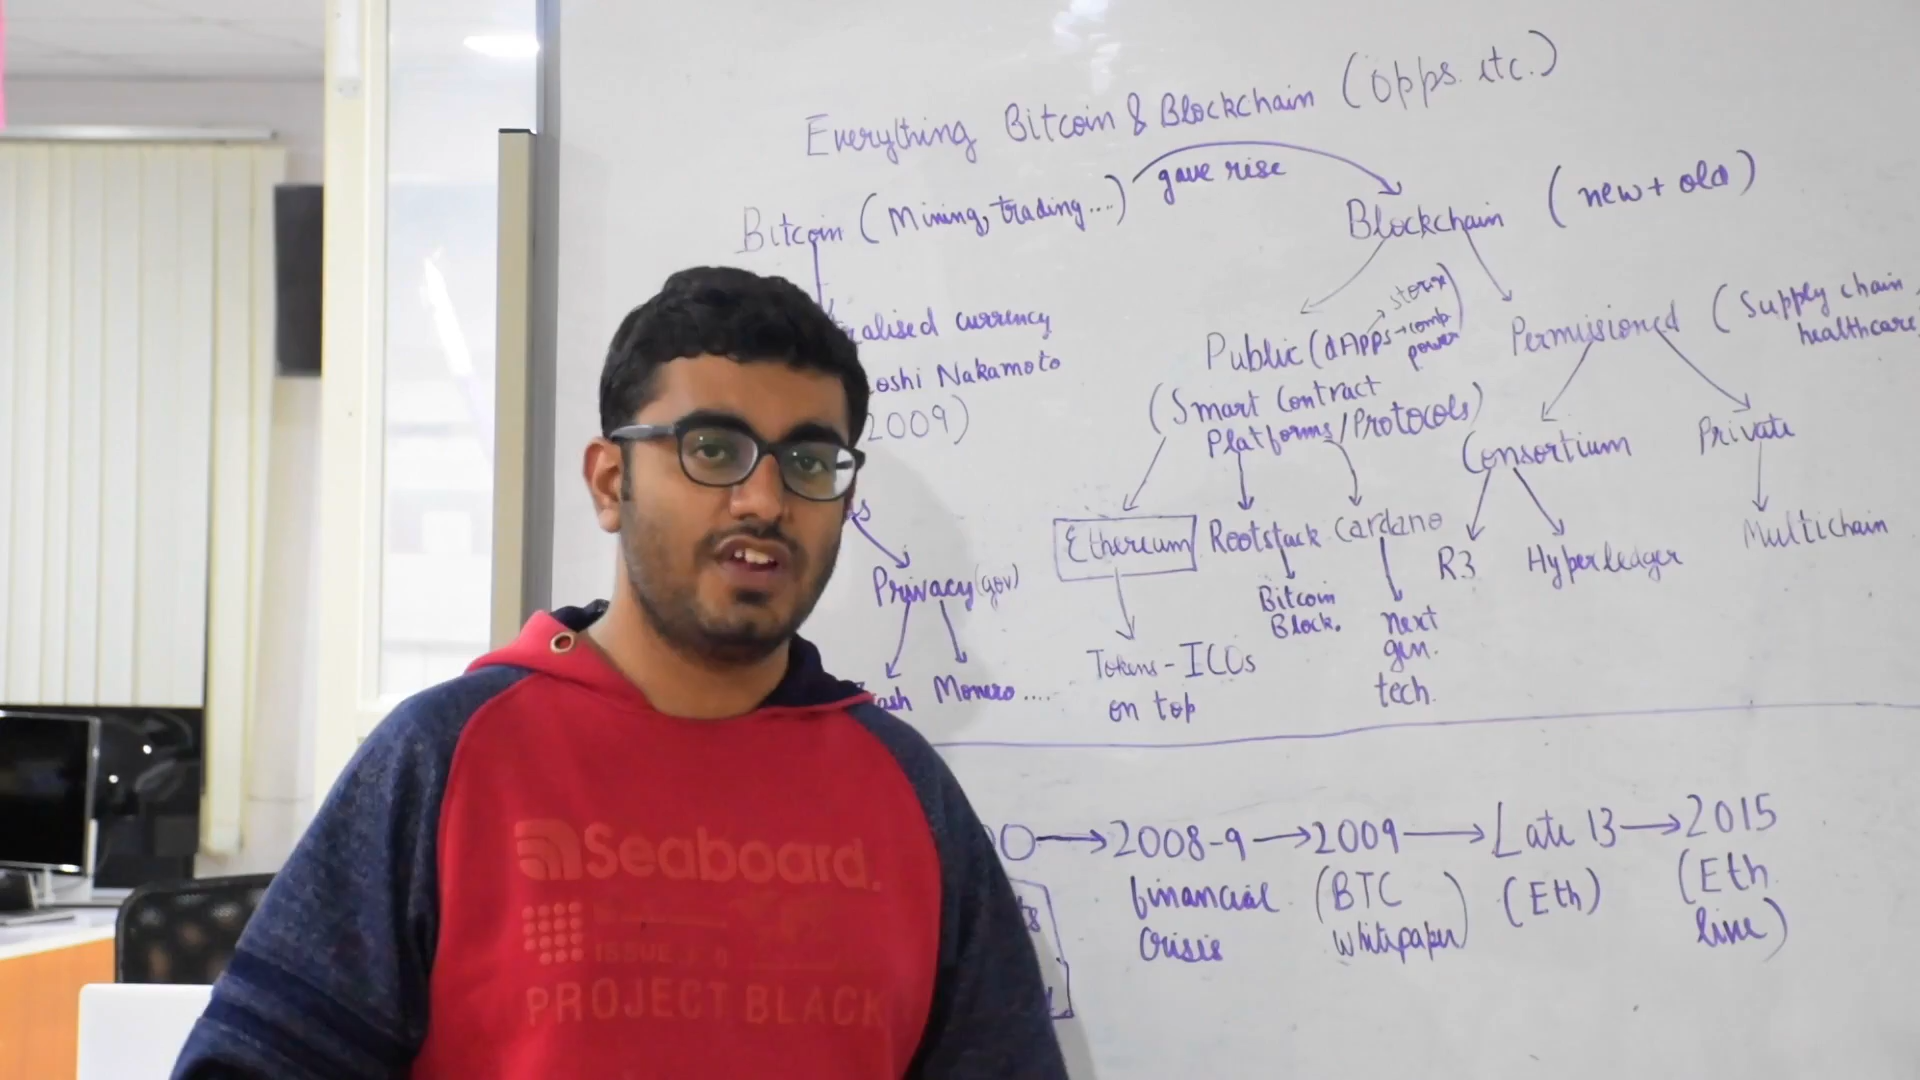 Everything Bitcoin & Blockchain (Opps. etc.)
Bitcoin (Mining, trading....) gave rise Blockchain (new + old)
alised currency
oshi Nakamoto
2009)
Public (dApps → storage
→ comp. power)
(Smart Contract
Platforms/Protocols)
Permissioned (Supply chain,
healthcare
Consortium Private
Ethereum Rootstack Cardano R3 Hyperledger Multichain
Privacy (gov)
Bitcoin
Block.
next
gen.
tech.
Tokens - ICOs
on top
ash Monero ....
→ 2008-9 → 2009 → Late 13 → 2015
financial
Crisis
(BTC
whitepaper)
(Eth)
(Eth
live)
Seaboard.
PROJECT BLACK